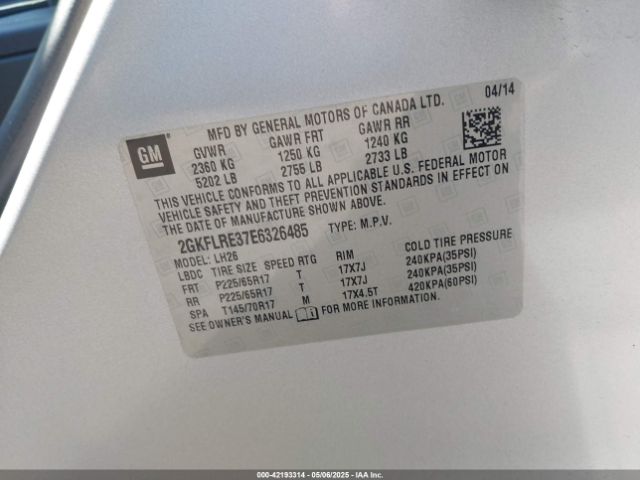 04/14
MFD BY GENERAL MOTORS OF CANADA LTD.
GM
GVWR GAWR FRT GAWR RR
2360 KG 1250 KG 1240 KG
5202 LB 2755 LB 2733 LB
THIS VEHICLE CONFORMS TO ALL APPLICABLE U.S. FEDERAL MOTOR
VEHICLE SAFETY AND THEFT PREVENTION STANDARDS IN EFFECT ON
THE DATE OF MANUFACTURE SHOWN ABOVE.
2GKFLRE37E6326485 TYPE: M.P.V.
MODEL: LH26
LBDC TIRE SIZE SPEED RTG RIM COLD TIRE PRESSURE
FRT P225/65R17 T 17X7J 240KPA(35PSI)
RR P225/65R17 T 17X7J 240KPA(35PSI)
SPA T145/70R17 M 17X4.5T 420KPA(60PSI)
SEE OWNER'S MANUAL FOR MORE INFORMATION.
000-42193314 - 05/06/2025 - IAA Inc.